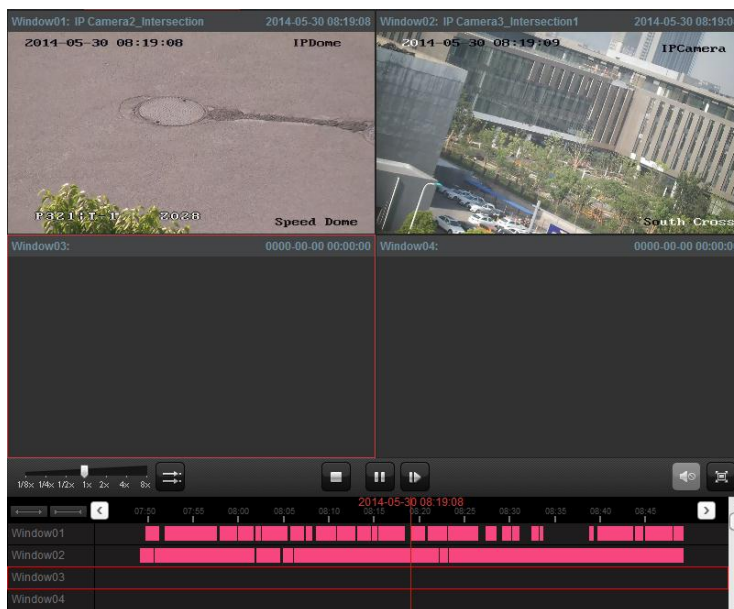 Window01: IP Camera2_Intersection 2014-05-30 08:19:08
Window02: IP Camera3_Intersection1 2014-05-30 08:19:0
2014-05-30 08:19:08 IPDome
2014-05-30 08:19:09 IPCamera
Speed Dome
South Cross
Window03: 0000-00-00 00:00:00
Window04: 0000-00-00 00:00:0
1/8x 1/4x 1/2x 1x 2x 4x 8x
2014-05-30 08:19:08
07:50 07:55 08:00 08:05 08:10 08:15 08:20 08:25 08:30 08:35 08:40 08:45
Window01
Window02
Window03
Window04